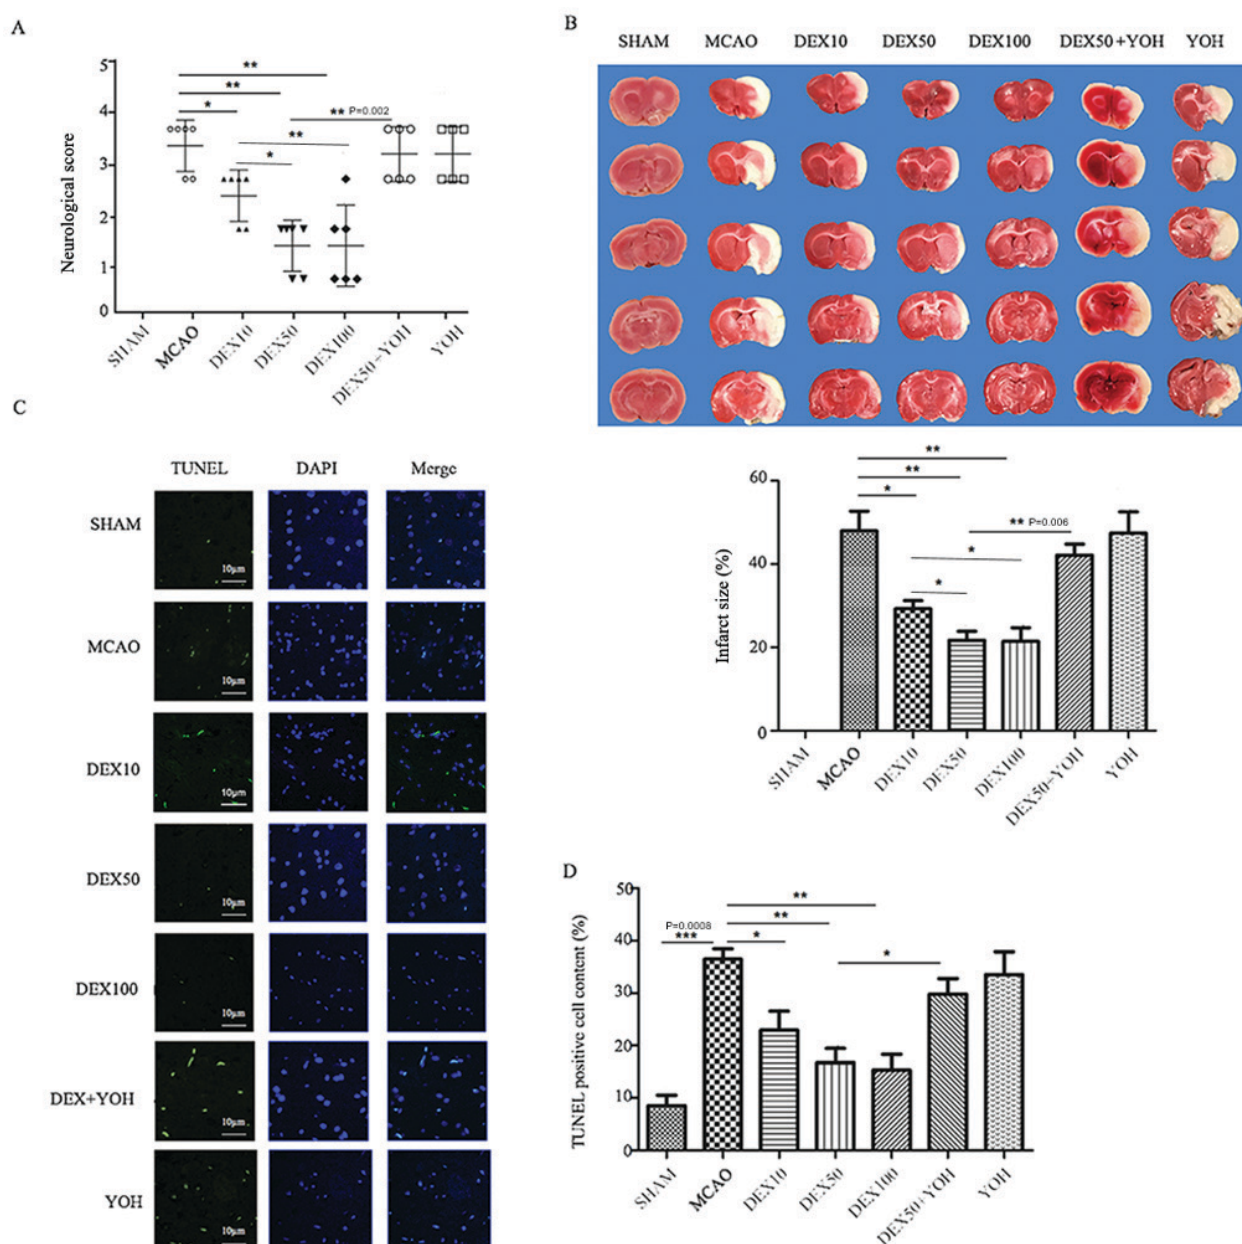 A
Neurological score
5
4
3
2
1
0
**
**
*
** P=0.002
**
*
SHAM
MCAO
DEX10
DEX50
DEX100
DEX50+YOH
YOH
B
SHAM MCAO DEX10 DEX50 DEX100 DEX50+YOH YOH
Infarct size (%)
60
40
20
0
**
**
*
** P=0.006
*
*
SHAM
MCAO
DEX10
DEX50
DEX100
DEX50+YOH
YOH
C
TUNEL DAPI Merge
SHAM
10μm
MCAO
10μm
DEX10
10μm
DEX50
10μm
DEX100
10μm
DEX+YOH
10μm
YOH
10μm
D
TUNEL positive cell content (%)
50
40
30
20
10
0
P=0.0008
***
**
**
*
*
SHAM
MCAO
DEX10
DEX50
DEX100
DEX50+YOH
YOH